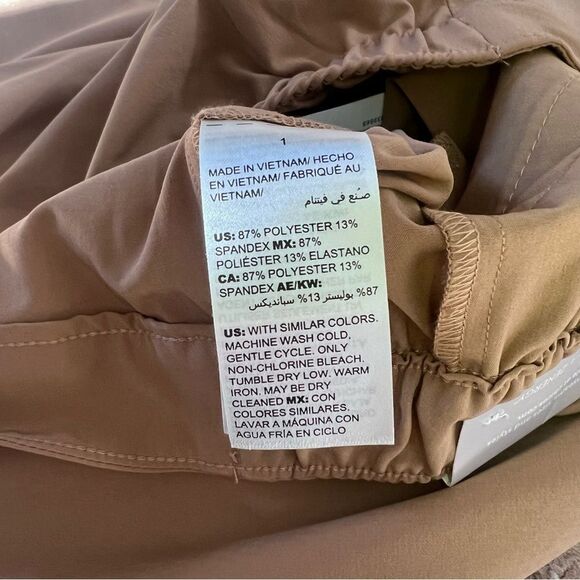 1
MADE IN VIETNAM/ HECHO
EN VIETNAM/ FABRIQUÉ AU
VIETNAM/
صنع في فيتنام
US: 87% POLYESTER 13%
SPANDEX MX: 87%
POLIÉSTER 13% ELASTANO
CA: 87% POLYESTER 13%
SPANDEX AE/KW:
87% بوليستر 13% سبانديكس
US: WITH SIMILAR COLORS.
MACHINE WASH COLD,
GENTLE CYCLE. ONLY
NON-CHLORINE BLEACH.
TUMBLE DRY LOW. WARM
IRON. MAY BE DRY
CLEANED MX: CON
COLORES SIMILARES.
LAVAR A MÁQUINA CON
AGUA FRÍA EN CICLO